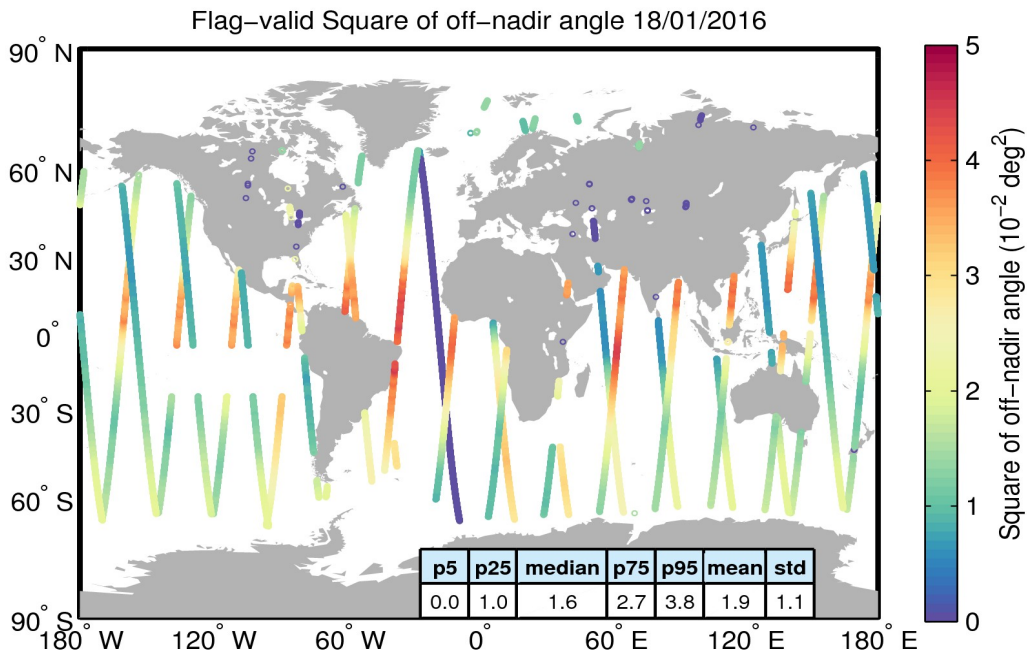 Flag−valid Square of off−nadir angle 18/01/2016
90° N
60° N
30° N
0°
30° S
60° S
90° S
180° W
120° W
60° W
0°
60° E
120° E
180° E
p5 p25 median p75 p95 mean std
0.0 1.0 1.6 2.7 3.8 1.9 1.1
5
4
3
2
1
0
Square of off−nadir angle (10⁻² deg²)